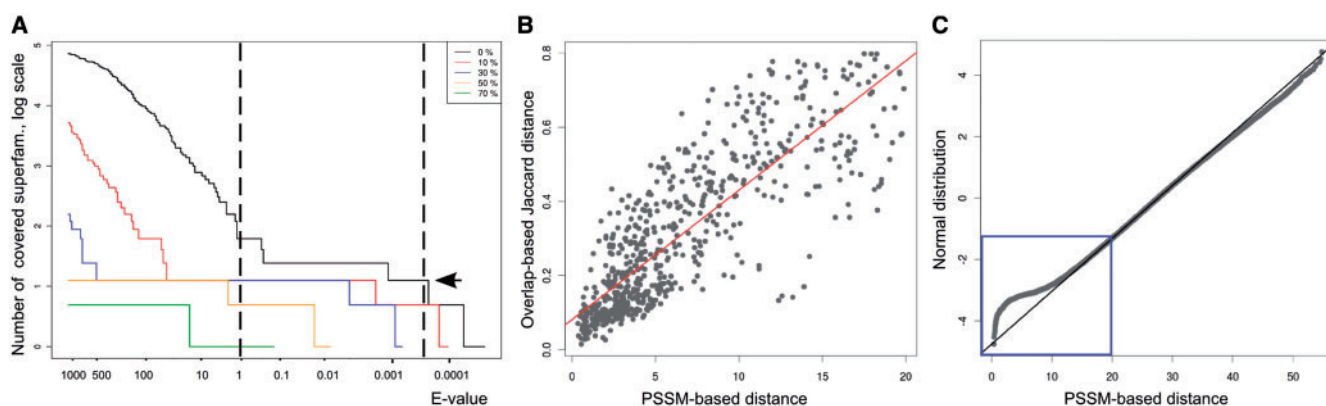 A
Number of covered superfam., log scale
5
4
3
2
1
0
0 %
10 %
30 %
50 %
70 %
1000 500 100 10 1 0.1 0.01 0.001 0.0001
E-value
B
Overlap-based Jaccard distance
0.8
0.6
0.4
0.2
0.0
0 5 10 15 20
PSSM-based distance
C
Normal distribution
4
2
0
-2
-4
0 10 20 30 40 50
PSSM-based distance